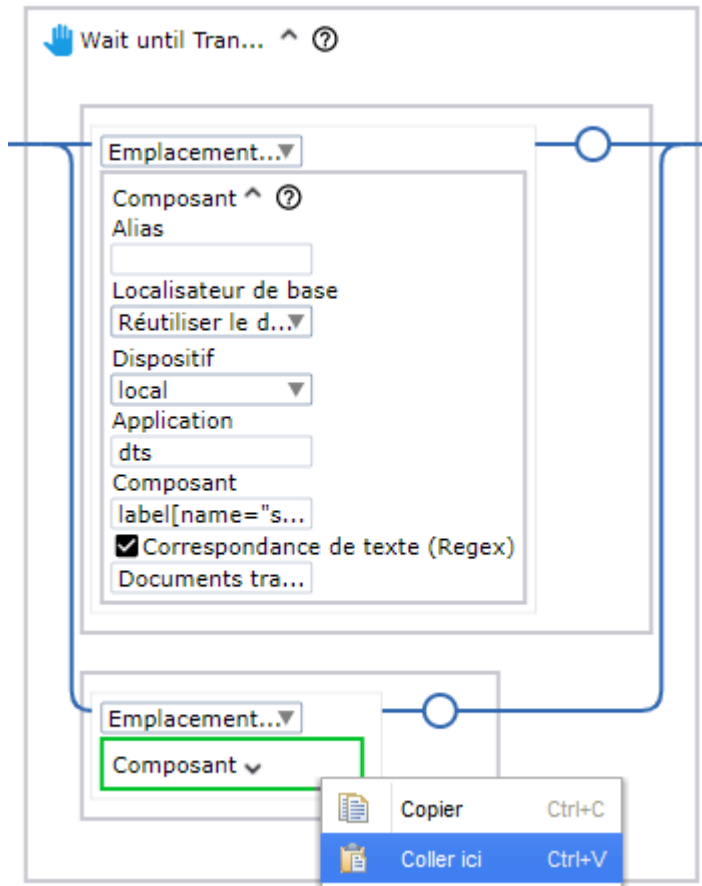 Wait until Tran...
Emplacement...
Composant
Alias
Localisateur de base
Réutiliser le d...
Dispositif
local
Application
dts
Composant
label[name="s...
Correspondance de texte (Regex)
Documents tra...
Emplacement...
Composant
Copier Ctrl+C
Coller ici Ctrl+V